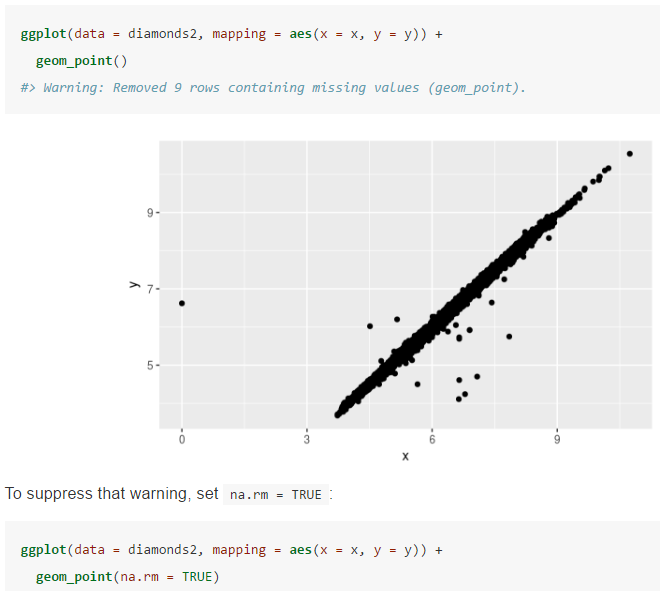 ggplot(data = diamonds2, mapping = aes(x = x, y = y)) +
geom_point()
#> Warning: Removed 9 rows containing missing values (geom_point).
9
7
y
5
0 3 6 9
x
To suppress that warning, set na.rm = TRUE :
ggplot(data = diamonds2, mapping = aes(x = x, y = y)) +
geom_point(na.rm = TRUE)